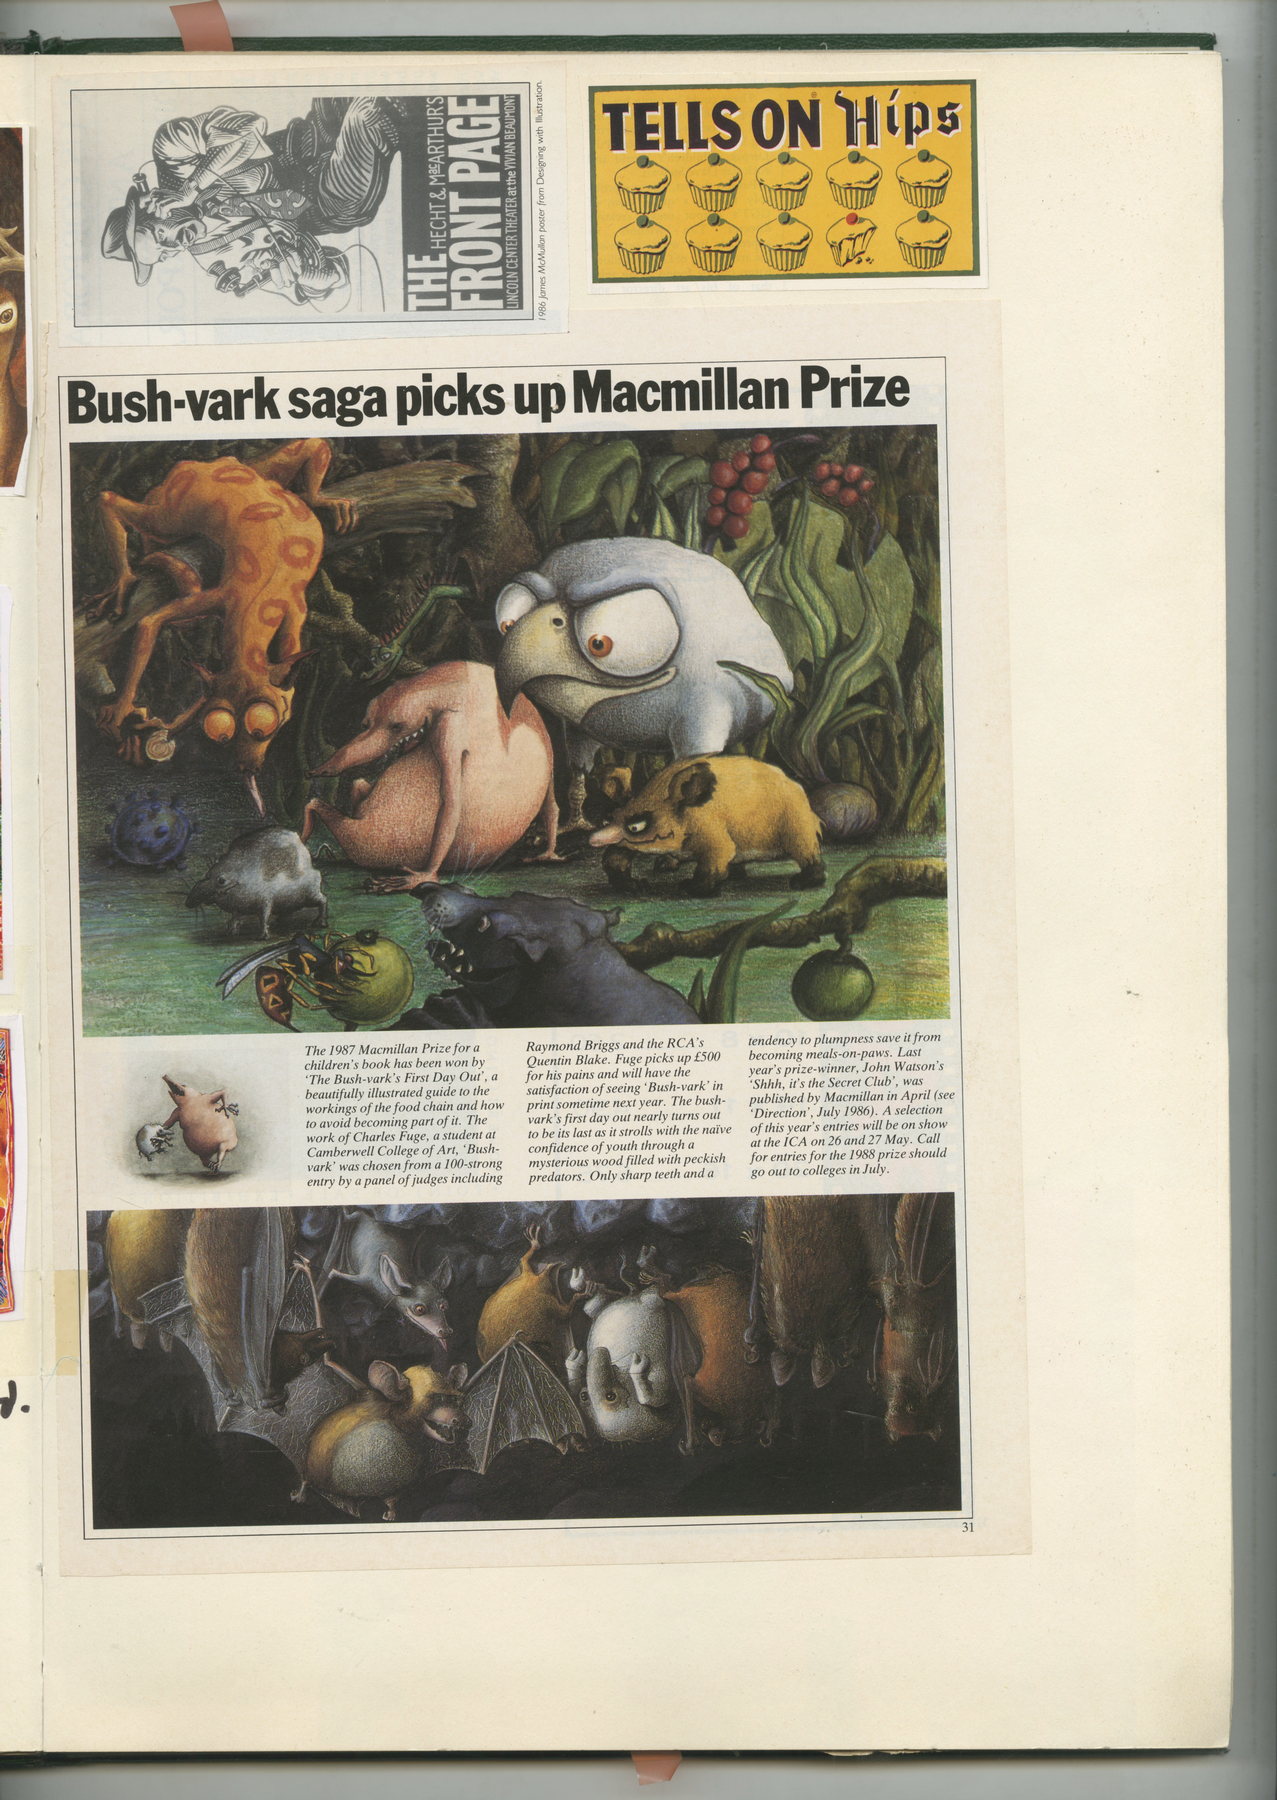 THE HECHT & MacARTHUR'S
FRONT PAGE
LINCOLN CENTER THEATER at the VIVIAN BEAUMONT
1986 James McMullan poster from Designing with Illustration.
TELLS ON Hips
Bush-vark saga picks up Macmillan Prize
The 1987 Macmillan Prize for a
children's book has been won by
'The Bush-vark's First Day Out', a
beautifully illustrated guide to the
workings of the food chain and how
to avoid becoming part of it. The
work of Charles Fuge, a student at
Camberwell College of Art, 'Bush-
vark' was chosen from a 100-strong
entry by a panel of judges including
Raymond Briggs and the RCA's
Quentin Blake. Fuge picks up £500
for his pains and will have the
satisfaction of seeing 'Bush-vark' in
print sometime next year. The bush-
vark's first day out nearly turns out
to be its last as it strolls with the naïve
confidence of youth through a
mysterious wood filled with peckish
predators. Only sharp teeth and a
tendency to plumpness save it from
becoming meals-on-paws. Last
year's prize-winner, John Watson's
'Shhh, it's the Secret Club', was
published by Macmillan in April (see
'Direction', July 1986). A selection
of this year's entries will be on show
at the ICA on 26 and 27 May. Call
for entries for the 1988 prize should
go out to colleges in July.
31